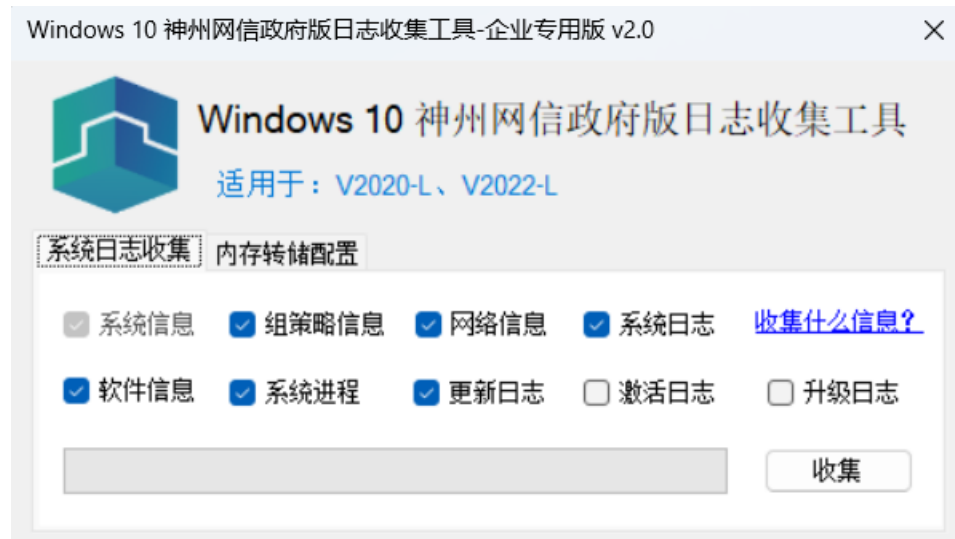 Windows 10 神州网信政府版日志收集工具-企业专用版 v2.0
Windows 10 神州网信政府版日志收集工具
适用于：V2020-L、V2022-L
系统日志收集 内存转储配置
系统信息 组策略信息 网络信息 系统日志 收集什么信息？
软件信息 系统进程 更新日志 激活日志 升级日志
收集